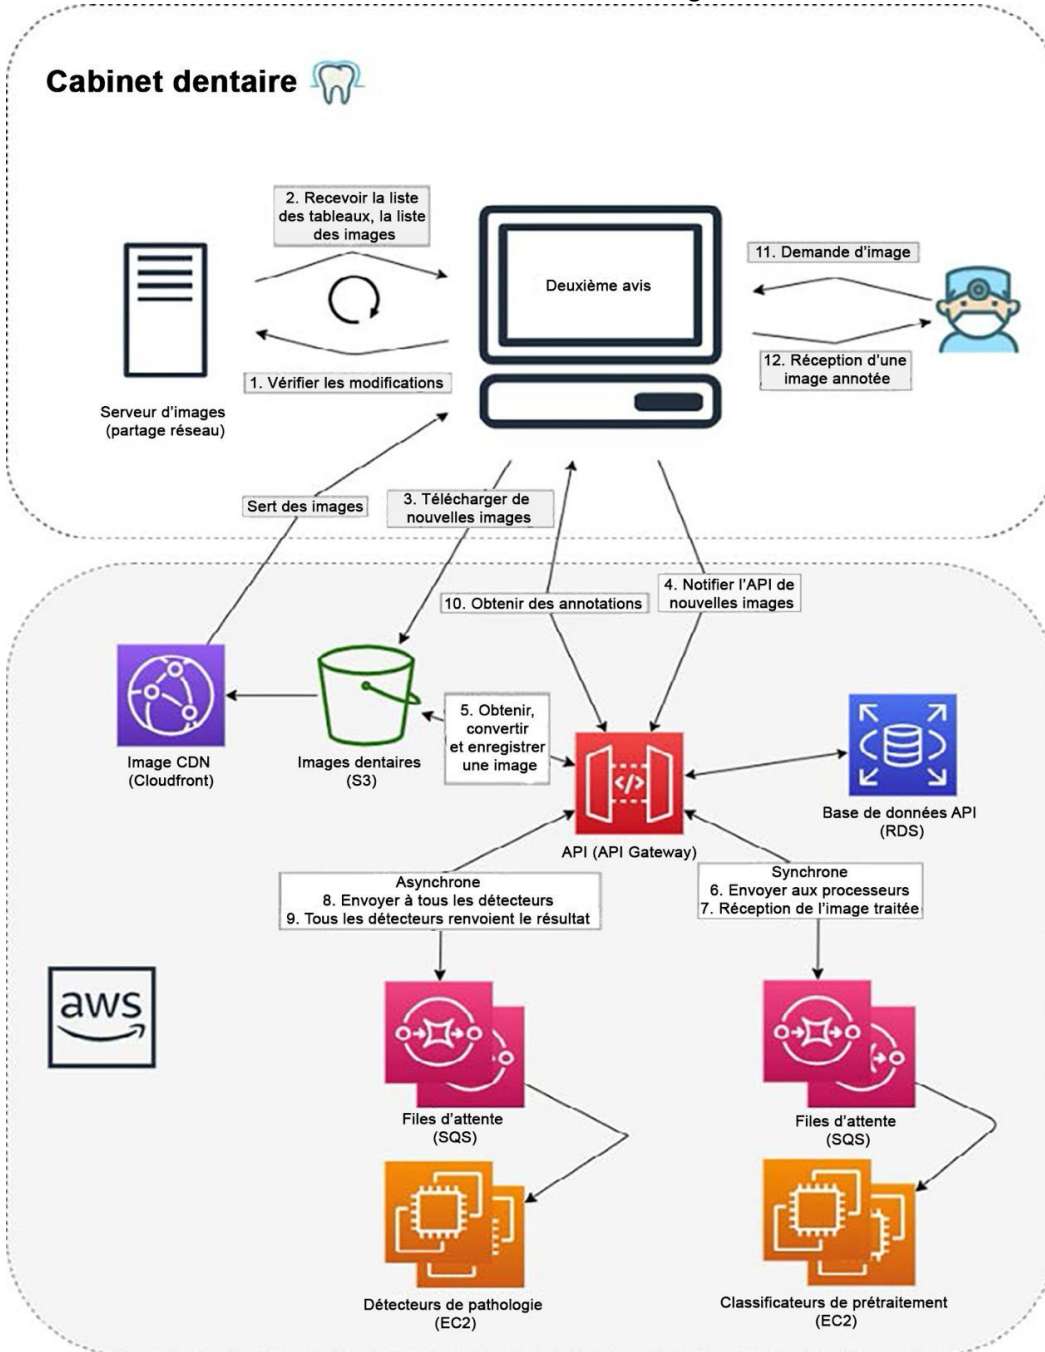 Cabinet dentaire
2. Recevoir la liste
des tableaux, la liste
des images
Deuxième avis
11. Demande d'image
12. Réception d'une
image annotée
1. Vérifier les modifications
Serveur d'images
(partage réseau)
Sert des images
3. Télécharger de
nouvelles images
4. Notifier l'API de
nouvelles images
10. Obtenir des annotations
5. Obtenir,
convertir
et enregistrer
une image
</>
Image CDN
(Cloudfront)
Images dentaires
(S3)
API (API Gateway)
Base de données API
(RDS)
Asynchrone
8. Envoyer à tous les détecteurs
9. Tous les détecteurs renvoient le résultat
Synchrone
6. Envoyer aux processeurs
7. Réception de l'image traitée
aws
Files d'attente
(SQS)
Files d'attente
(SQS)
Détecteurs de pathologie
(EC2)
Classificateurs de prétraitement
(EC2)